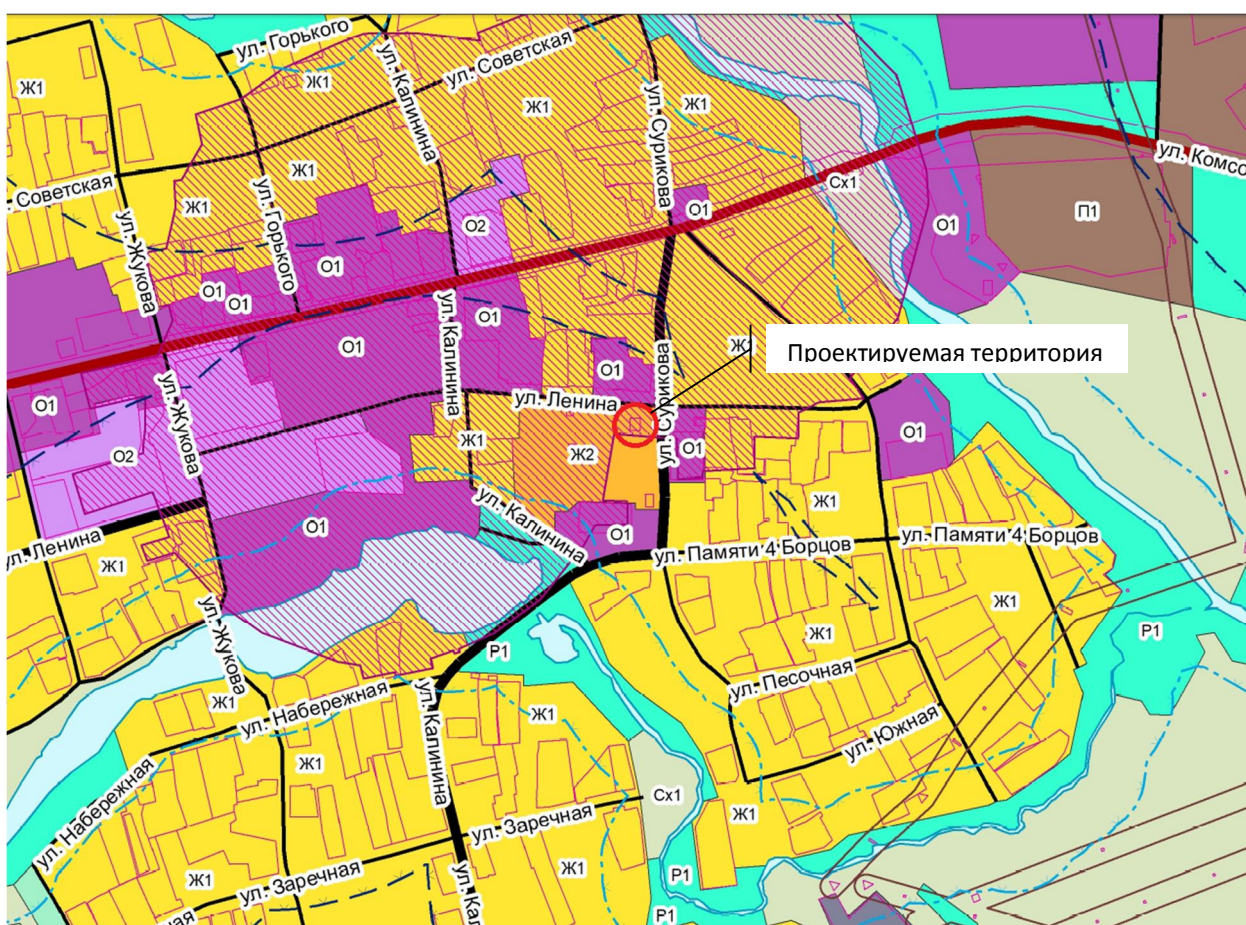 ул. Горького
ул. Калинина
ул. Советская
Ж1
Ж1
Ж1
ул. Сурикова
Ж1
ул. Комсо
. Советская
Ж1
Ж1
ул. Горького
О2
О1
Сх1
О1
П1
ул. Жукова
О1
О1
О1
ул. Калинина
О1
О1
Ж1
Проектируемая территория
О1
ул. Жукова
ул. Ленина
О1
ул. Сурикова
О1
Ж1
Ж2
О1
О2
Ж1
ул. Калинина
О1
О1
ул. Ленина
Ж1
ул. Памяти 4 Борцов
ул. Памяти 4 Борцов
Ж1
ул. Жукова
Ж1
Р1
Р1
ул. Песочная
Ж1
ул. Набережная
ул. Калинина
Ж1
ул. Южная
Ж1
ул. Набережная
Сх1
Ж1
ул. Заречная
Ж1
Ж1
ул. Заречная
ул. Кал
Р1
ная
Р1